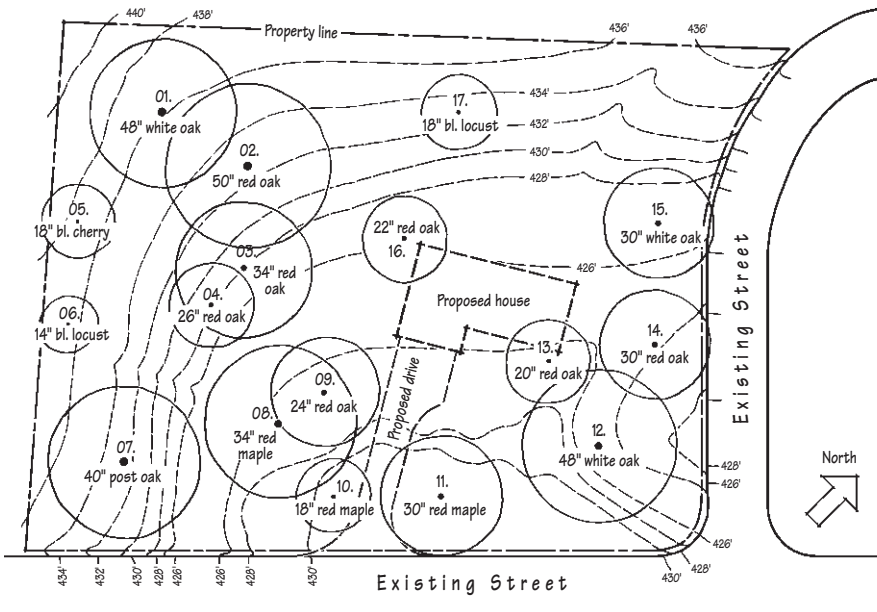 440'
438'
436'
436'
Property line
01.
48" white oak
17.
18" bl. locust
434'
432'
430'
428'
02.
50" red oak
05.
18" bl. cherry
22" red oak
16.
15.
30" white oak
03.
34" red
oak
04.
26" red oak
426'
Proposed house
06.
14" bl. locust
14.
30" red oak
13.
20" red oak
Existing Street
09.
24" red oak
Proposed drive
08.
34" red
maple
07.
40" post oak
12.
48" white oak
10.
18" red maple
11.
30" red maple
428'
426'
North
426'
428'
430'
434'
432'
430'
428'
426'
426'
428'
430'
Existing Street